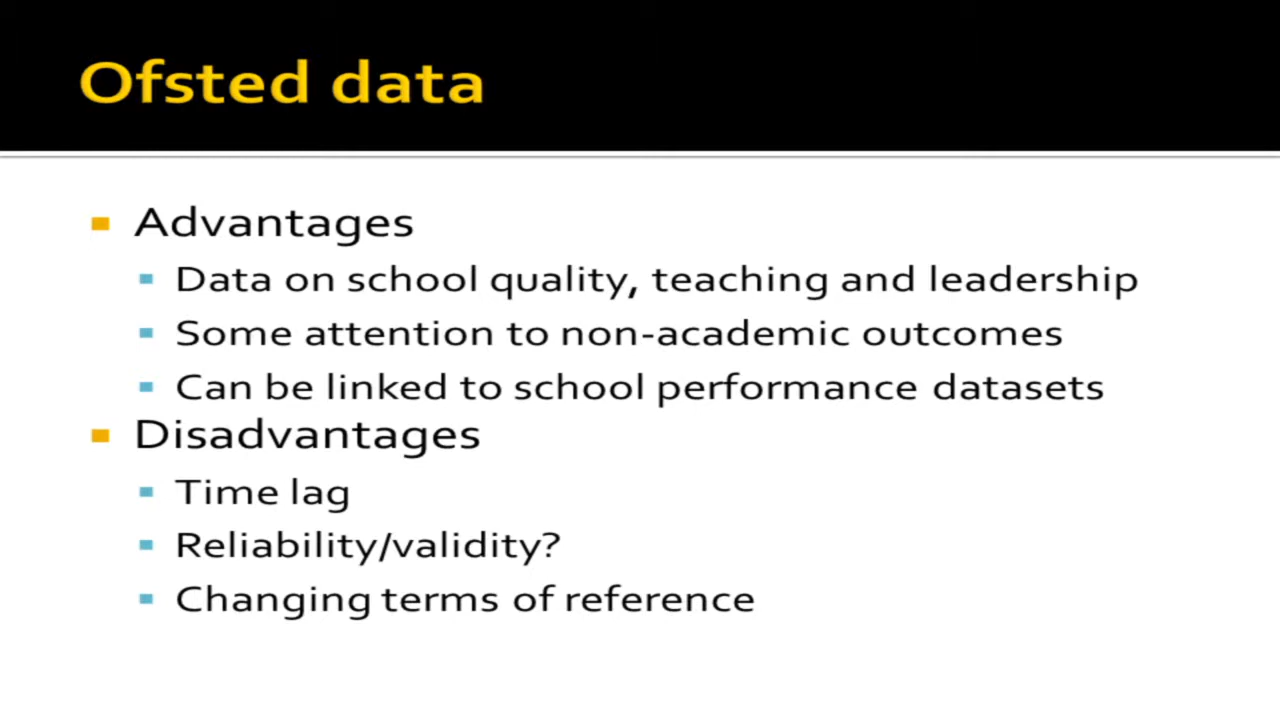 Ofsted data
Advantages
Data on school quality, teaching and leadership
Some attention to non-academic outcomes
Can be linked to school performance datasets
Disadvantages
Time lag
Reliability/validity?
Changing terms of reference